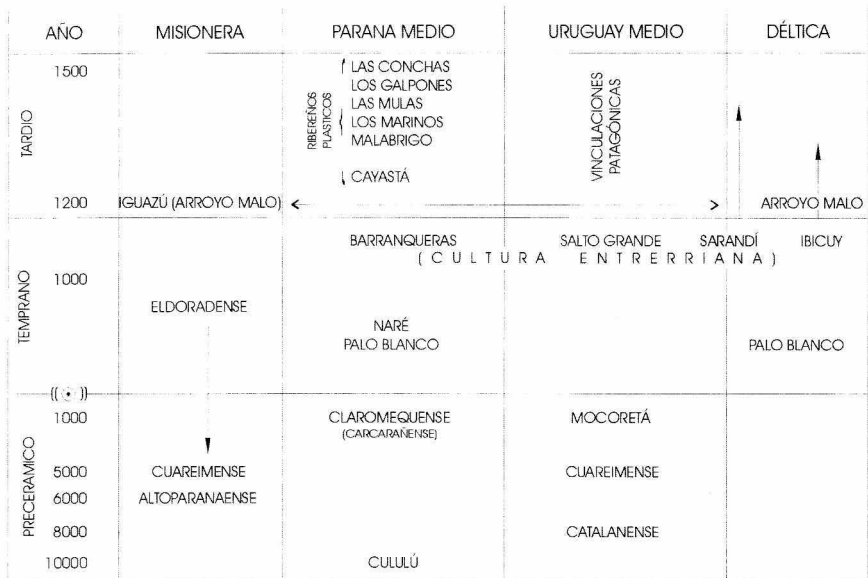 AÑO MISIONERA PARANA MEDIO URUGUAY MEDIO DÉLTICA
TARDIO
1500
RIBEREÑOS
PLASTICOS
LAS CONCHAS
LOS GALPONES
LAS MULAS
LOS MARINOS
MALABRIGO
CAYASTÁ
VINCULACIONES
PATAGÓNICAS
1200 IGUAZÚ (ARROYO MALO) ARROYO MALO
TEMPRANO
BARRANQUERAS SALTO GRANDE SARANDÍ IBICUY
(CULTURA ENTRERRIANA)
1000
ELDORADENSE
NARÉ
PALO BLANCO PALO BLANCO
PRECERAMICO
1000 CLAROMEQUENSE MOCORETÁ
(CARCARAÑENSE)
5000 CUAREIMENSE CUAREIMENSE
6000 ALTOPARANAENSE
8000 CATALANENSE
10000 CULULÚ